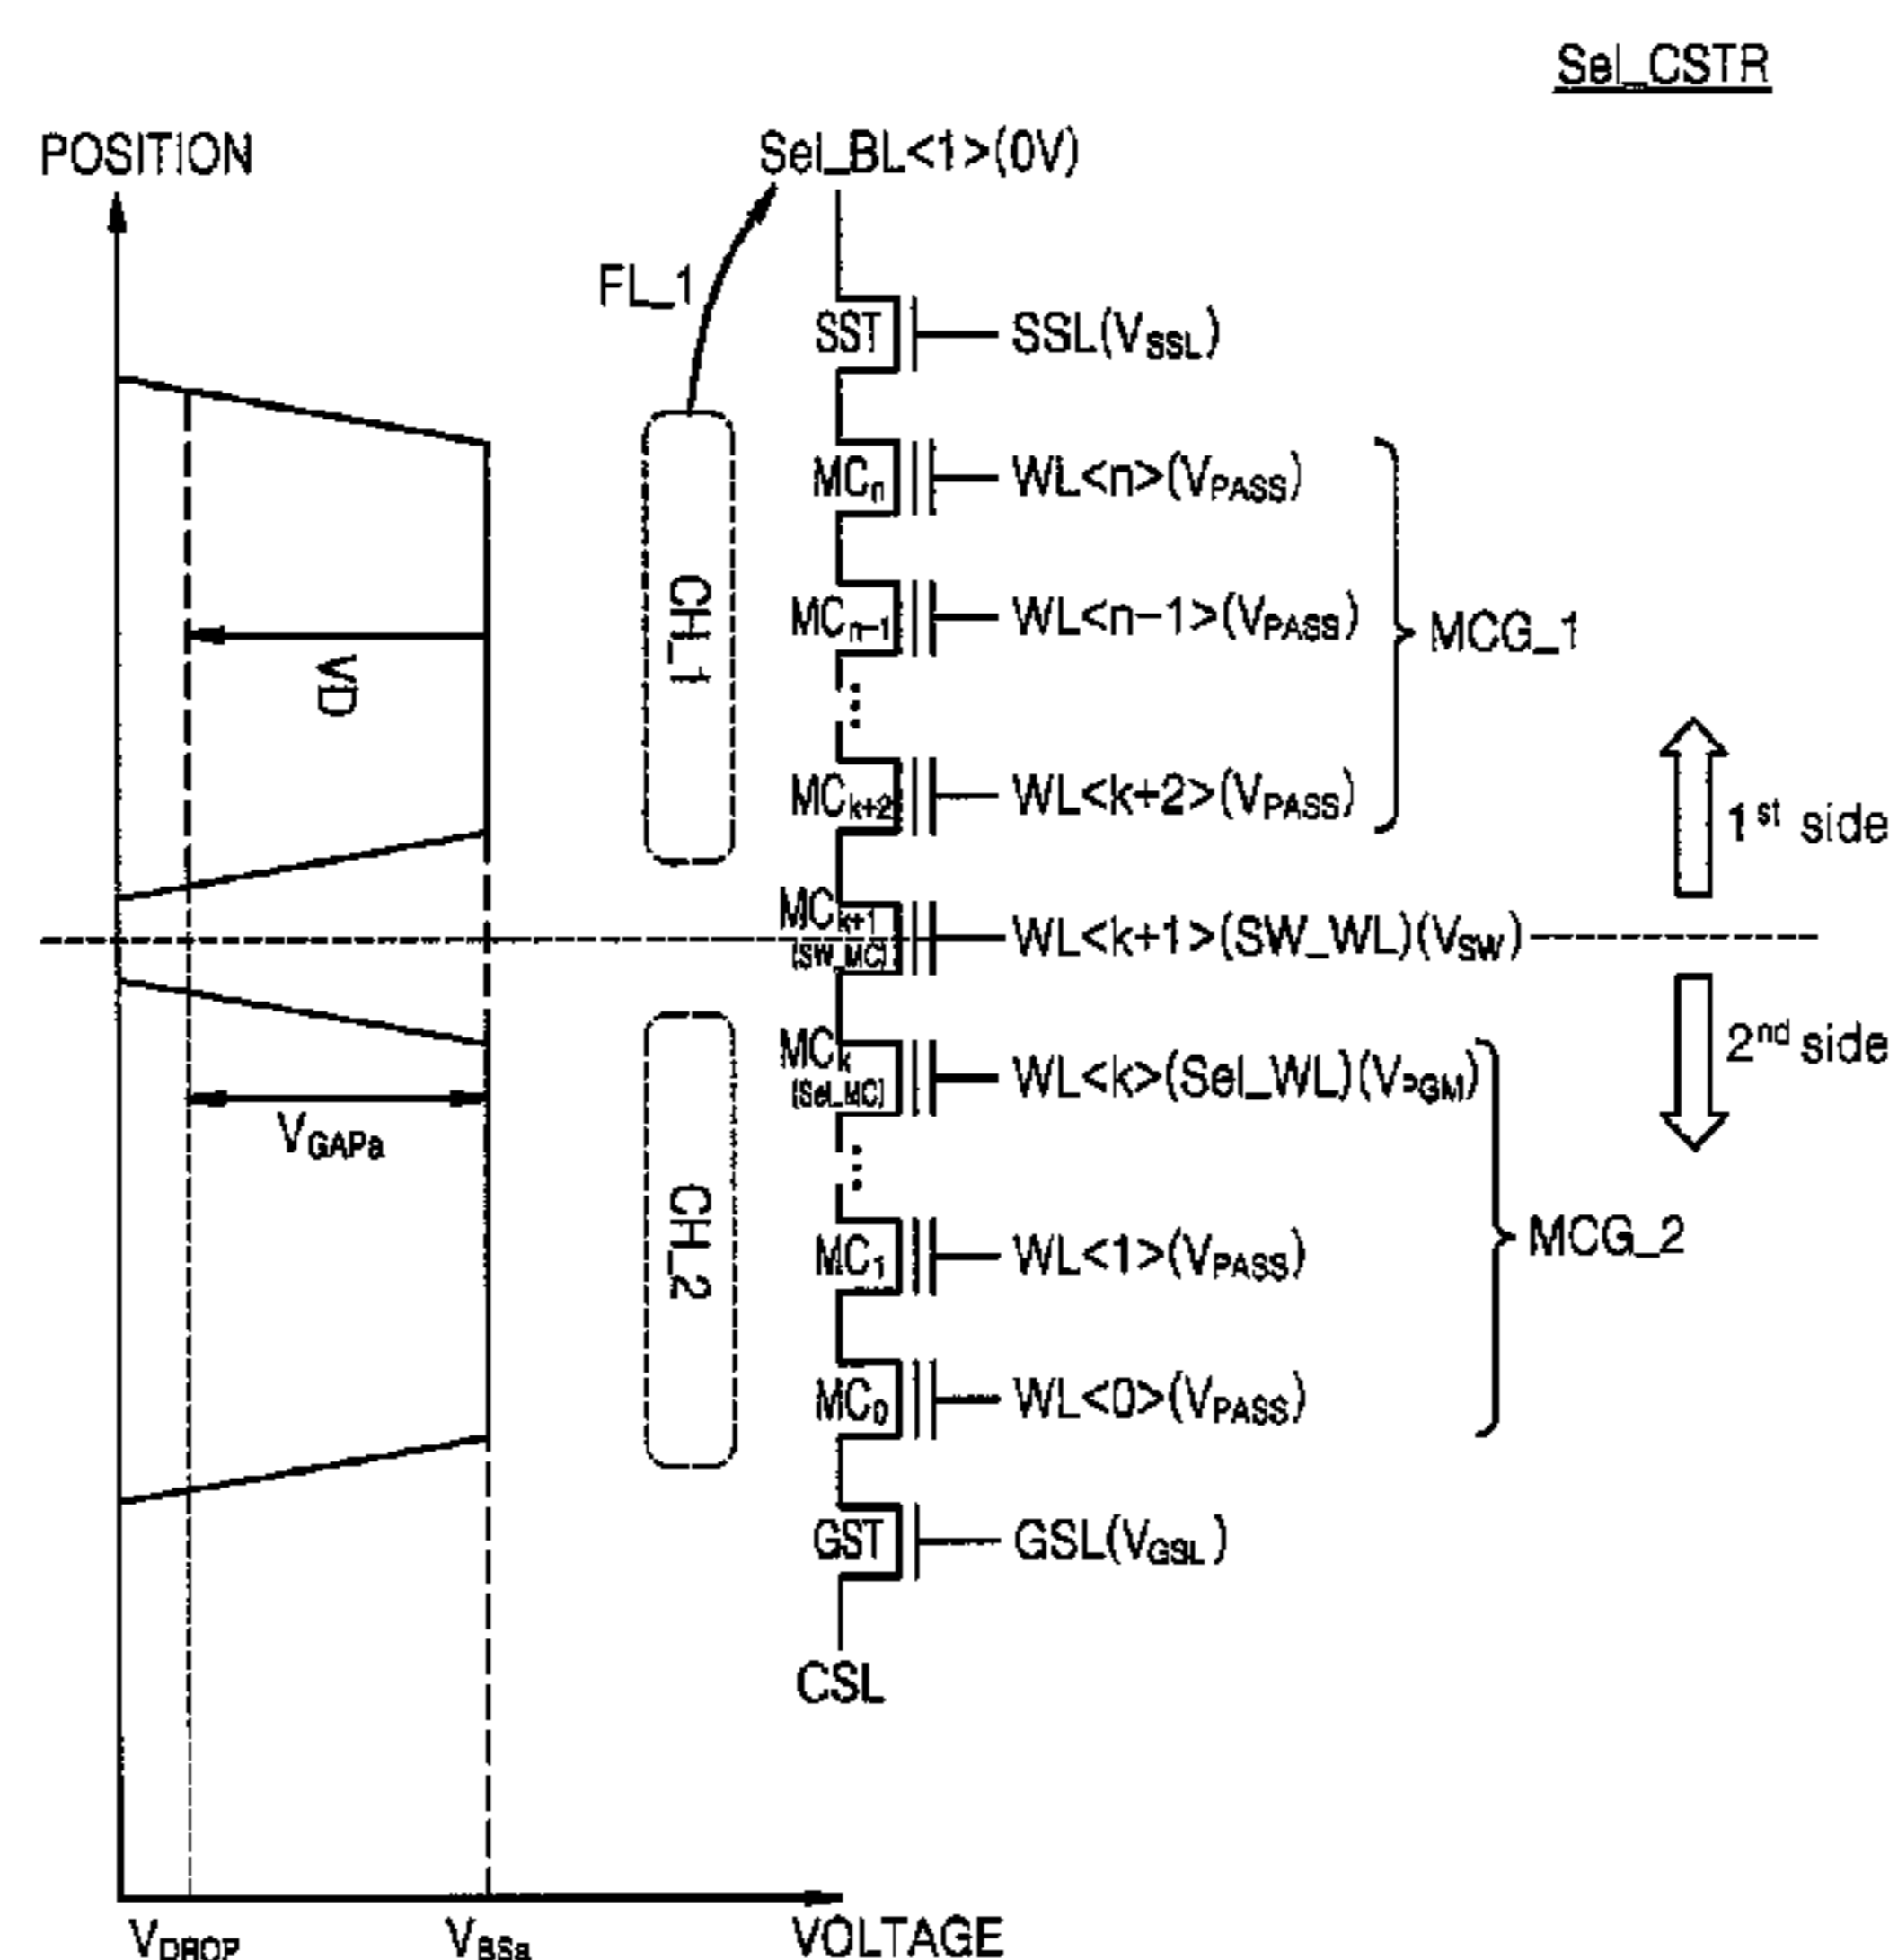 Sel_CSTR
POSITION
Sel_BL<1>(0V)
FL_1
SST
SSL(VSSL)
MCn
WL<n>(VPASS)
CH_1
MCn-1
WL<n-1>(VPASS)
MCG_1
VD
MCk+2
WL<k+2>(VPASS)
1st side
MCk+1
(SW_MC)
WL<k+1>(SW_WL)(VSW)
MCk
(Sel_MC)
WL<k>(Sel_WL)(VPGM)
2nd side
VGAPa
CH_2
MC1
WL<1>(VPASS)
MCG_2
MC0
WL<0>(VPASS)
GST
GSL(VGSL)
CSL
VDROP
VBSa
VOLTAGE